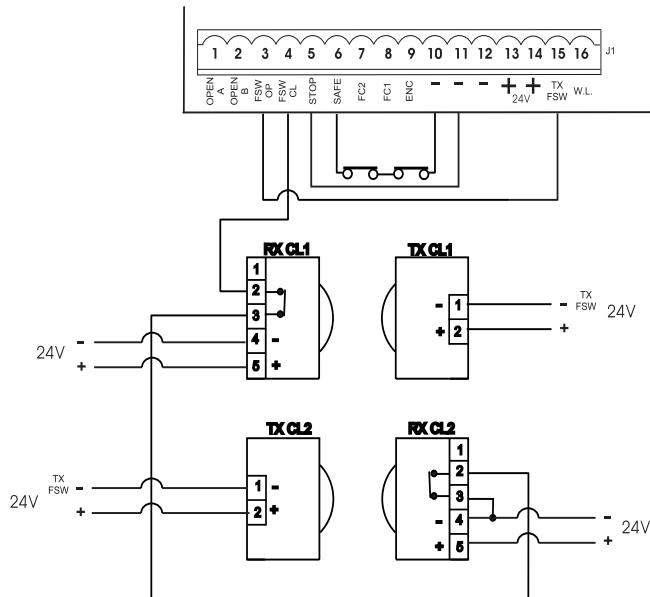 1 2 3 4 5 6 7 8 9 10 11 12 13 14 15 16 J1
OPEN A OPEN B FSW OP FSW CL STOP SAFE FC2 FC1 ENC - - - + + TX FSW W.L.
24V
RX CL1 TX CL1
1
2
3
4 -
5 +
24V
-
+
- 1
+ 2
- TX FSW
+
24V
TX CL2 RX CL2
1 -
2 +
TX FSW -
+
24V
1
2
3
- 4
+ 5
-
+
24V